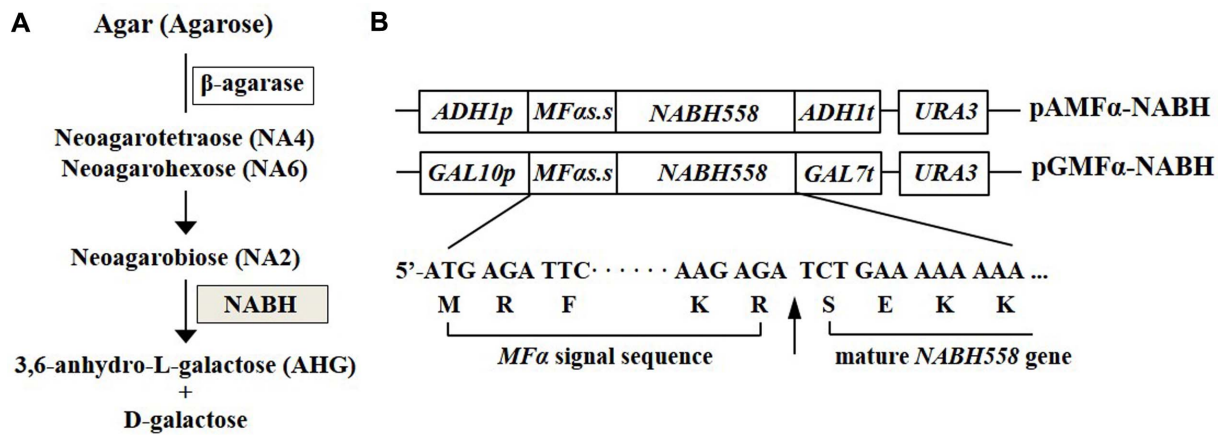 A
Agar (Agarose)
β-agarase
Neoagarotetraose (NA4)
Neoagarohexose (NA6)
Neoagarobiose (NA2)
NABH
3,6-anhydro-L-galactose (AHG)
+
D-galactose
B
ADH1p MFαs.s NABH558 ADH1t URA3 pAMFα-NABH
GAL10p MFαs.s NABH558 GAL7t URA3 pGMFα-NABH
5’-ATG AGA TTC······AAG AGA TCT GAA AAA AAA ...
M R F K R S E K K
MFα signal sequence mature NABH558 gene